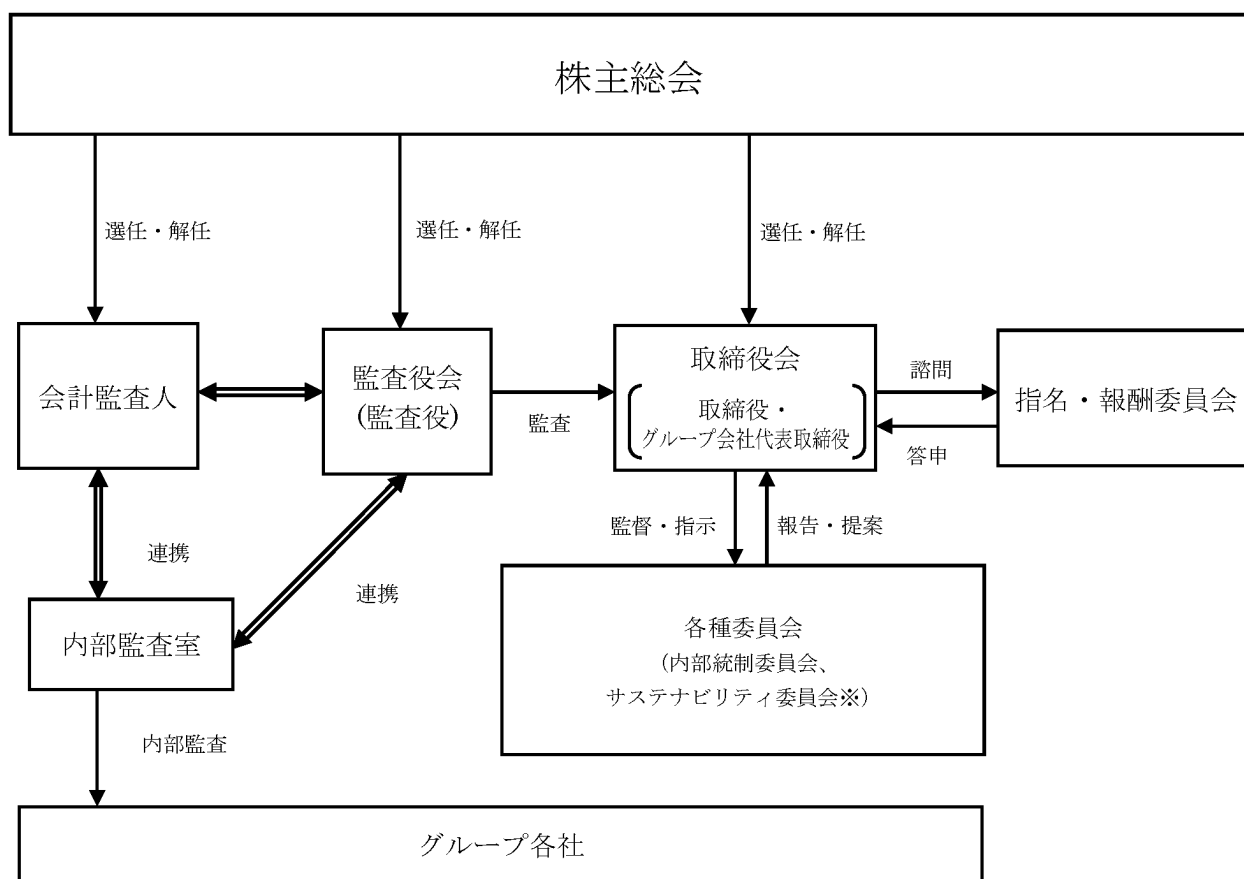 株主総会
選任・解任
選任・解任
選任・解任
会計監査人
監査役会
(監査役)
監査
取締役会
取締役・
グループ会社代表取締役
諮問
答申
指名・報酬委員会
監督・指示
報告・提案
連携
連携
内部監査室
各種委員会
(内部統制委員会、
サステナビリティ委員会※)
内部監査
グループ各社